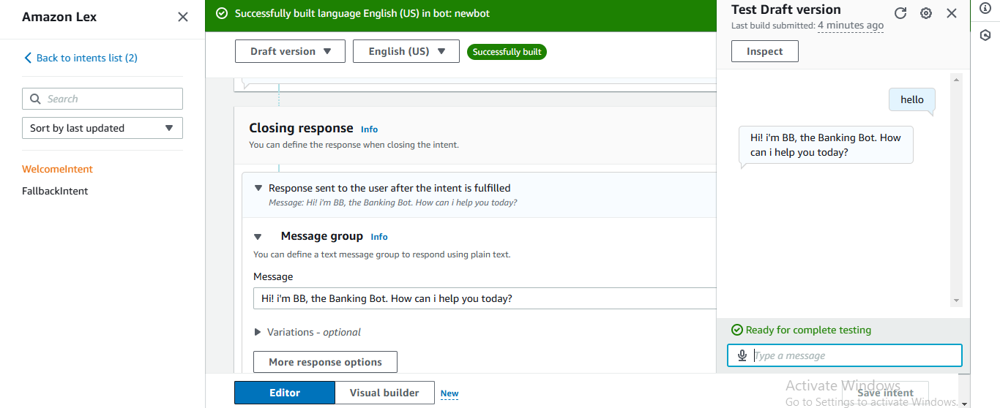 Amazon Lex
Back to intents list (2)
Search
Sort by last updated
WelcomeIntent
FallbackIntent
Successfully built language English (US) in bot: newbot
Draft version
English (US)
Successfully built
Closing response Info
You can define the response when closing the intent.
Response sent to the user after the intent is fulfilled
Message: Hi! i'm BB, the Banking Bot. How can i help you today?
Message group Info
You can define a text message group to respond using plain text.
Message
Hi! i'm BB, the Banking Bot. How can i help you today?
Variations - optional
More response options
Editor
Visual builder
New
Test Draft version
Last build submitted: 4 minutes ago
Inspect
hello
Hi! i'm BB, the Banking Bot. How
can i help you today?
Ready for complete testing
Type a message
Activate Windows
Save intent
Go to Settings to activate Windows.